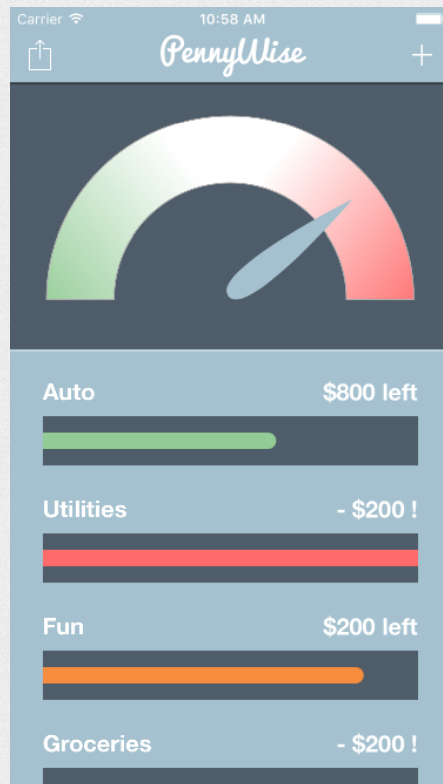 Carrier 10:58 AM
PennyWise
Auto $800 left
Utilities - $200 !
Fun $200 left
Groceries - $200 !